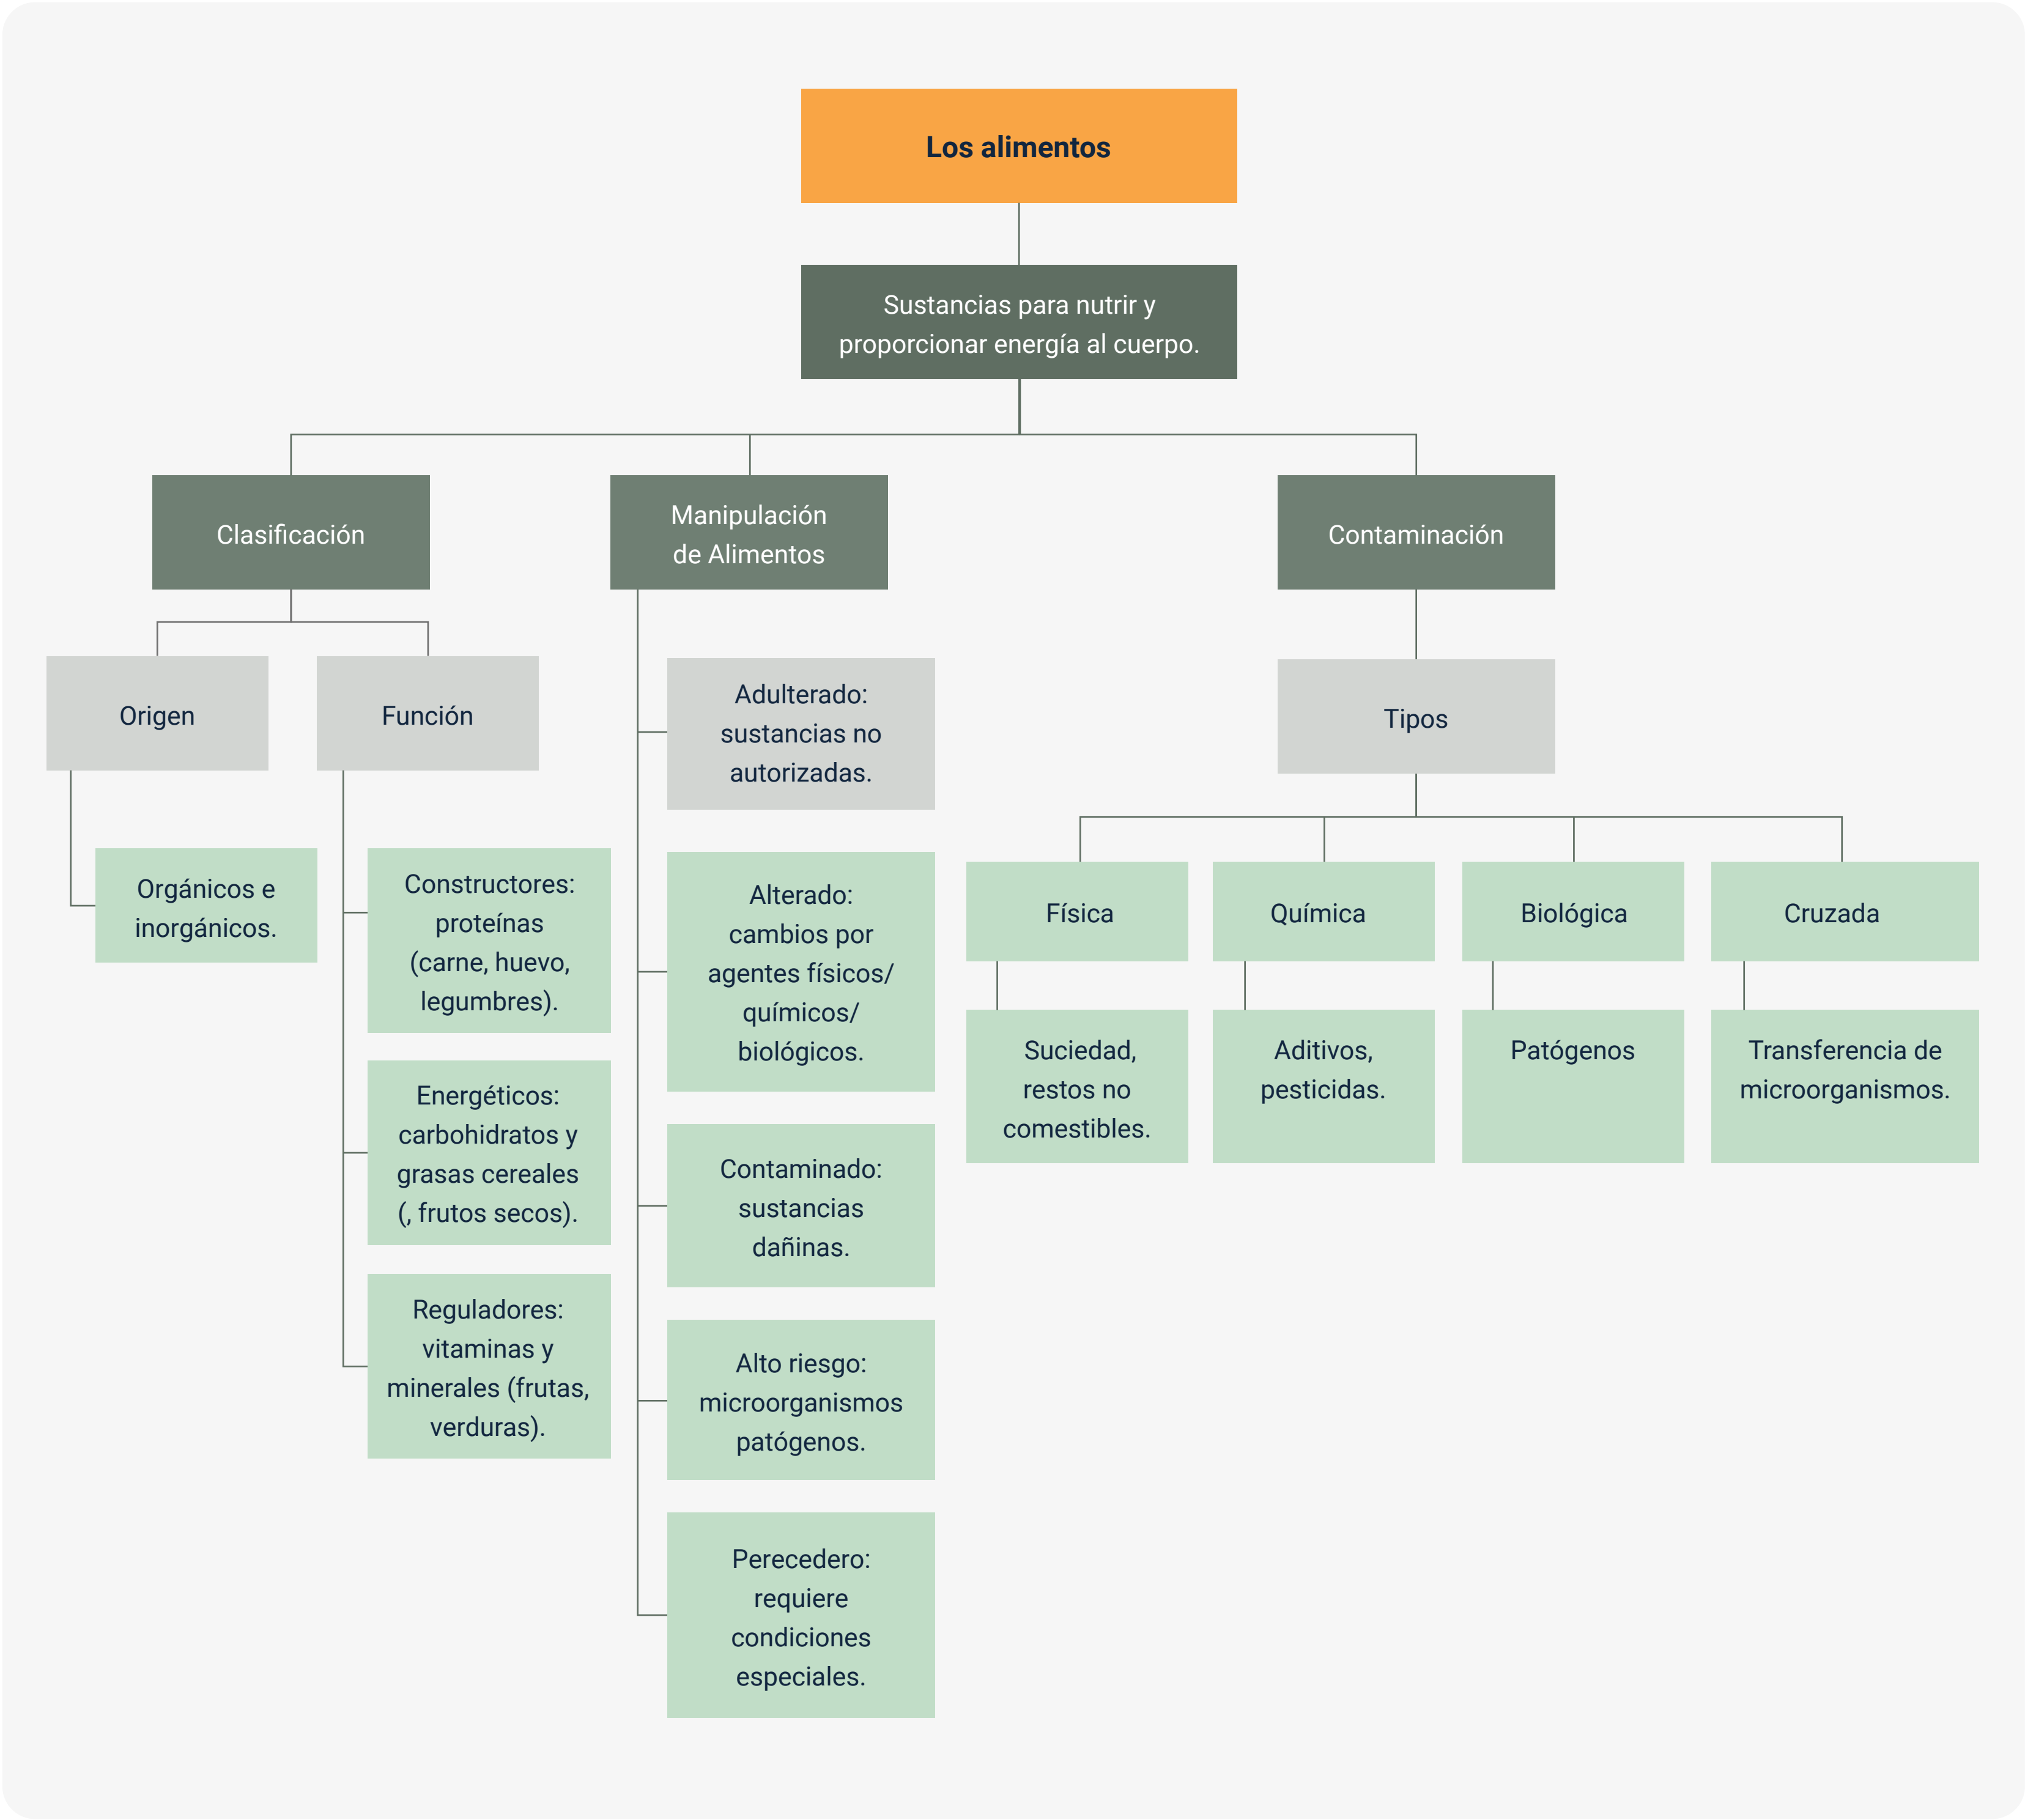 Los alimentos
Sustancias para nutrir y
proporcionar energía al cuerpo.
Clasificación
Manipulación
de Alimentos
Contaminación
Origen
Función
Orgánicos e
inorgánicos.
Constructores:
proteínas
(carne, huevo,
legumbres).
Energéticos:
carbohidratos y
grasas cereales
(, frutos secos).
Reguladores:
vitaminas y
minerales (frutas,
verduras).
Adulterado:
sustancias no
autorizadas.
Alterado:
cambios por
agentes físicos/
químicos/
biológicos.
Contaminado:
sustancias
dañinas.
Alto riesgo:
microorganismos
patógenos.
Perecedero:
requiere
condiciones
especiales.
Tipos
Física
Química
Biológica
Cruzada
Suciedad,
restos no
comestibles.
Aditivos,
pesticidas.
Patógenos
Transferencia de
microorganismos.